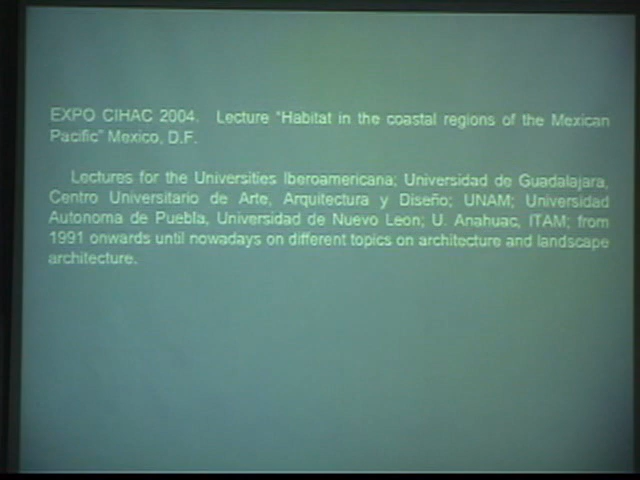 EXPO CIHAC 2004. Lecture "Habitat in the coastal regions of the Mexican
Pacific" Mexico, D.F.
Lectures for the Universities Iberoamericana; Universidad de Guadalajara,
Centro Universitario de Arte, Arquitectura y Diseño; UNAM; Universidad
Autonoma de Puebla, Universidad de Nuevo Leon; U. Anahuac, ITAM; from
1991 onwards until nowadays on different topics on architecture and landscape
architecture.